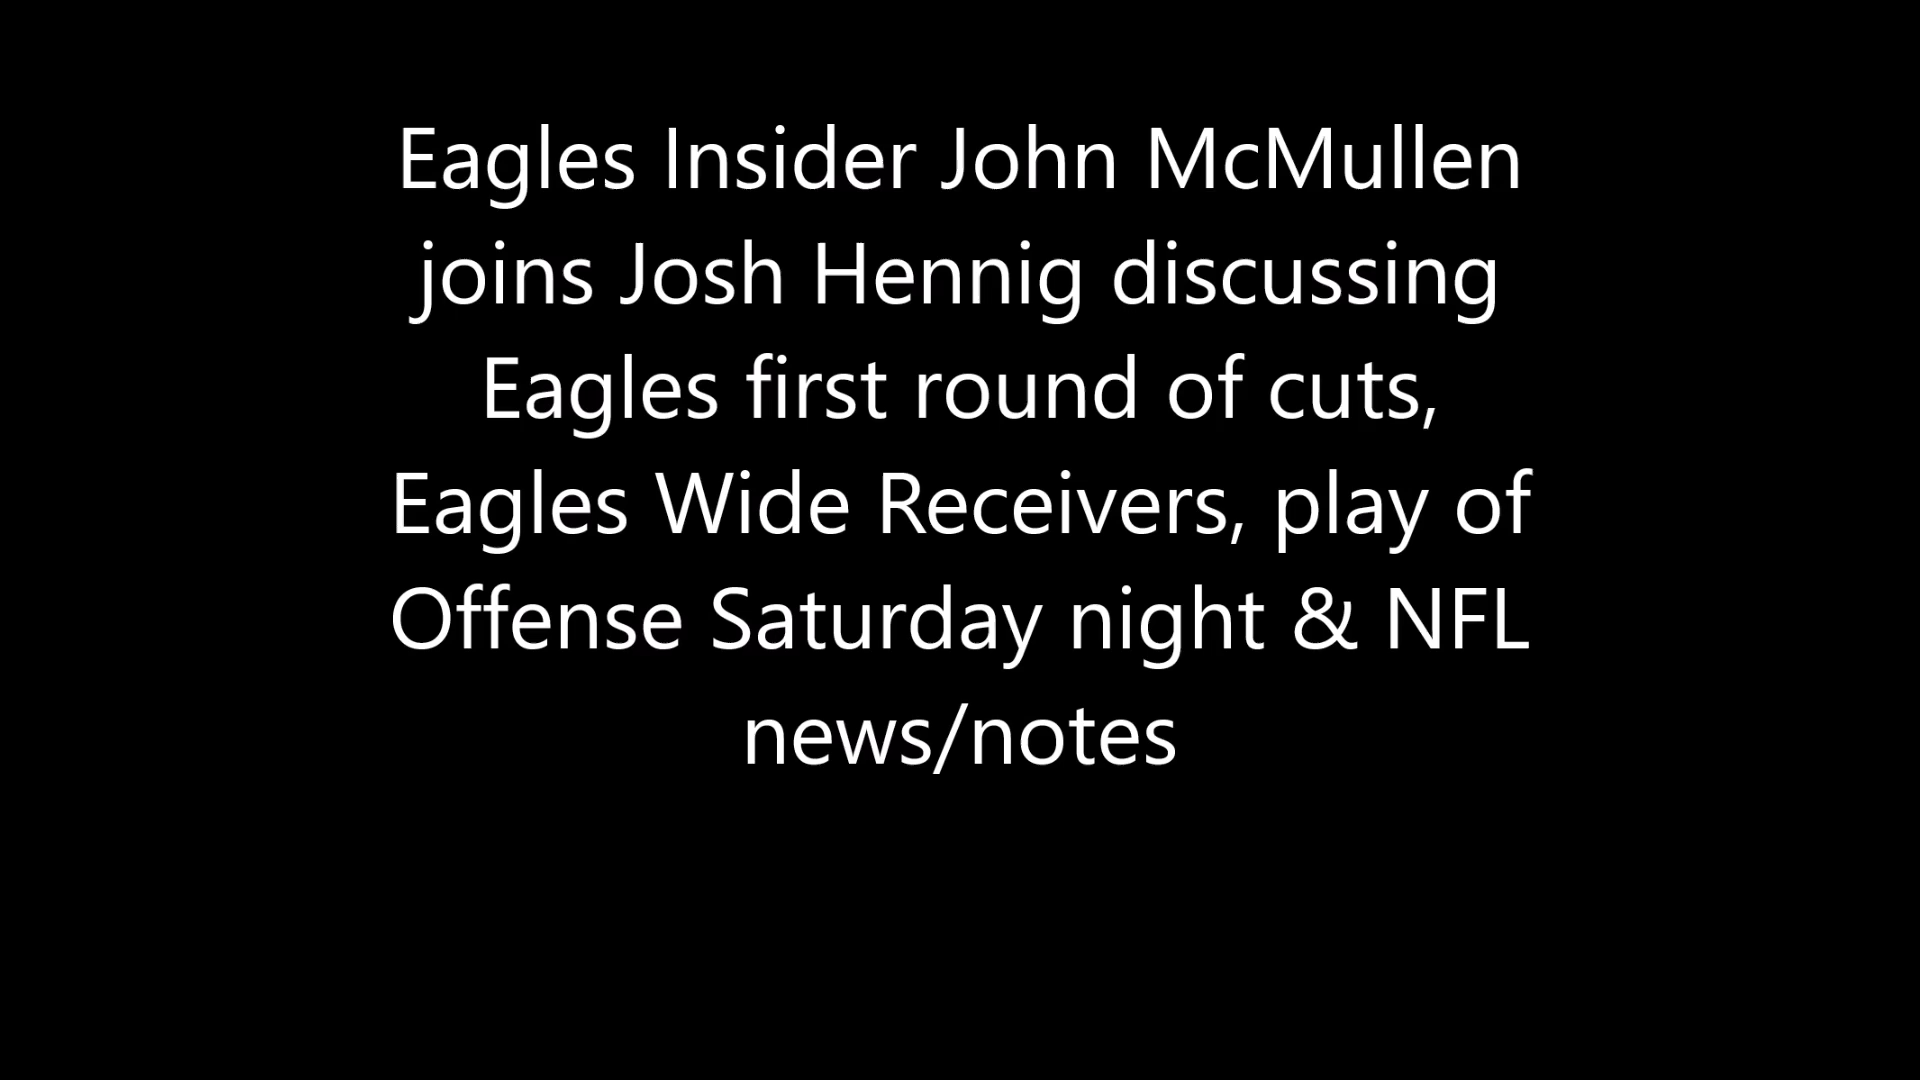 Eagles Insider John McMullen
joins Josh Hennig discussing
Eagles first round of cuts,
Eagles Wide Receivers, play of
Offense Saturday night & NFL
news/notes